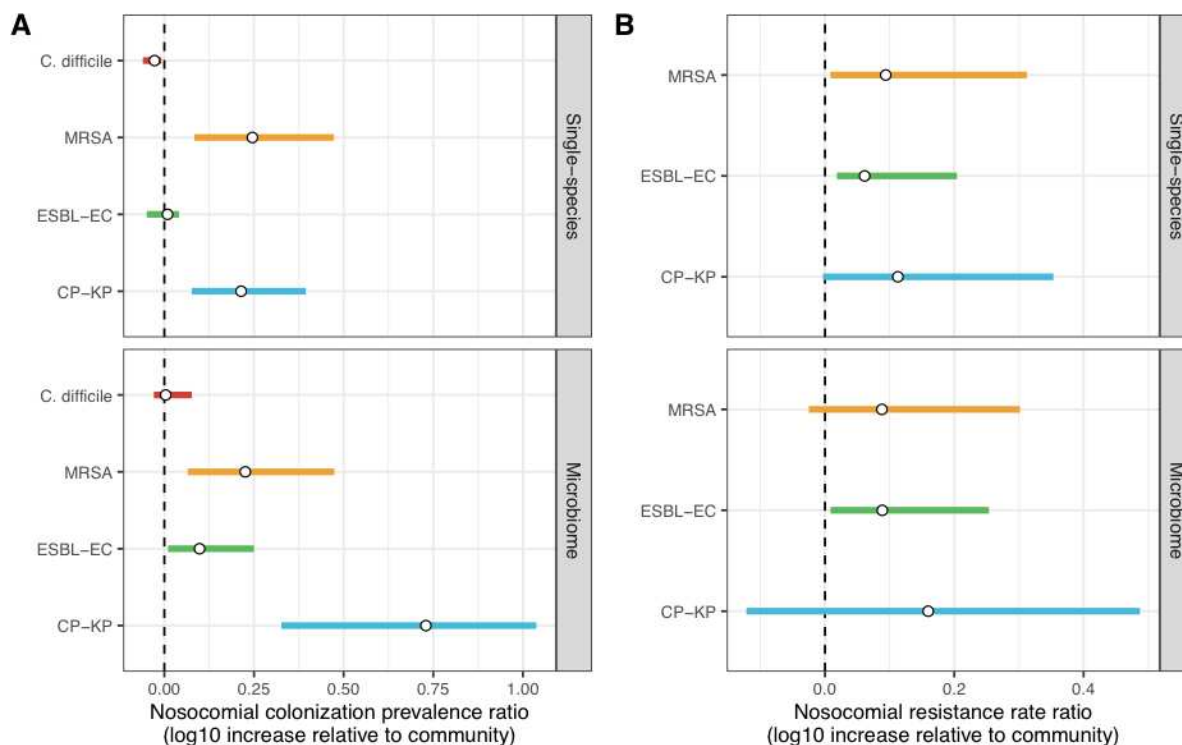 A
C. difficile
MRSA
ESBL−EC
CP−KP
Single−species
C. difficile
MRSA
ESBL−EC
CP−KP
Microbiome
0.00 0.25 0.50 0.75 1.00
Nosocomial colonization prevalence ratio
(log10 increase relative to community)
B
MRSA
ESBL−EC
CP−KP
Single−species
MRSA
ESBL−EC
CP−KP
Microbiome
0.0 0.2 0.4
Nosocomial resistance rate ratio
(log10 increase relative to community)